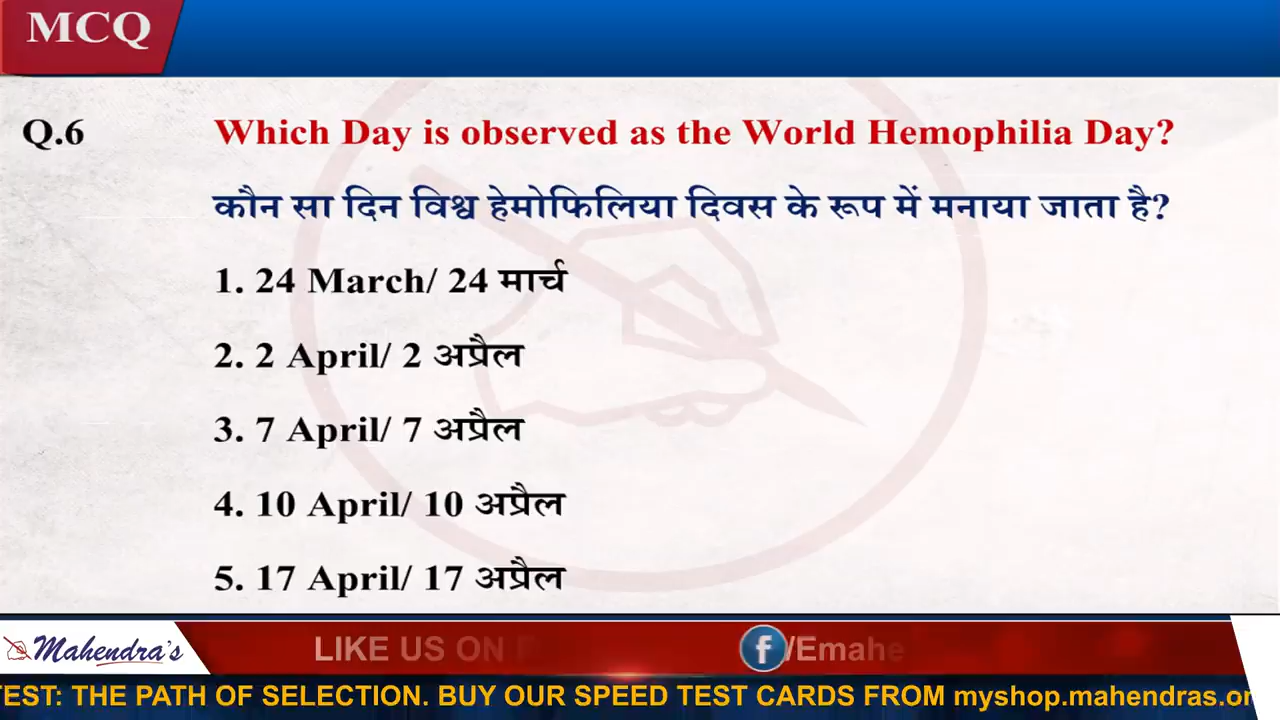 MCQ
Q.6 Which Day is observed as the World Hemophilia Day?
कौन सा दिन विश्व हेमोफिलिया दिवस के रूप में मनाया जाता है?
1. 24 March/ 24 मार्च
2. 2 April/ 2 अप्रैल
3. 7 April/ 7 अप्रैल
4. 10 April/ 10 अप्रैल
5. 17 April/ 17 अप्रैल
Mahendra's LIKE US ON f/Emahe
TEST: THE PATH OF SELECTION. BUY OUR SPEED TEST CARDS FROM myshop.mahendras.or